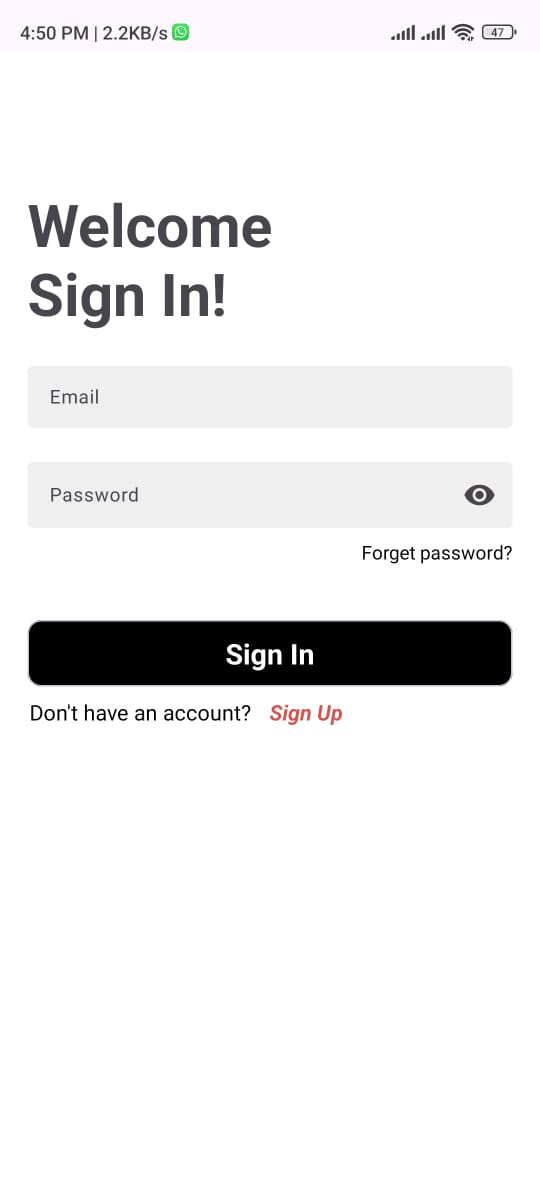 4:50 PM | 2.2KB/s 47
Welcome
Sign In!
Email
Password
Forget password?
Sign In
Don't have an account? Sign Up